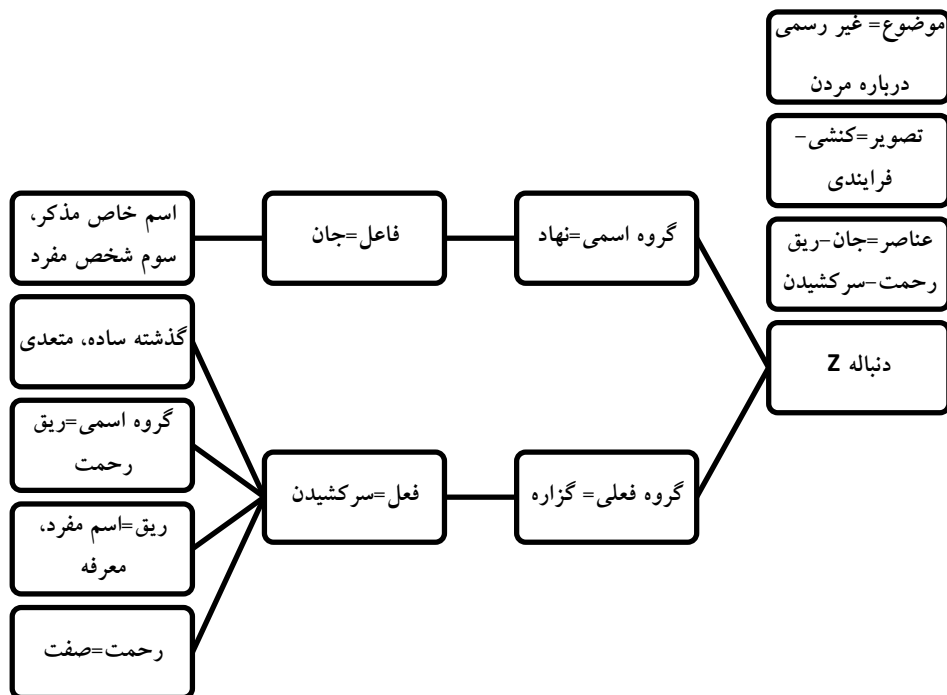 موضوع= غیر رسمی
درباره مردن
تصویر=کنشی-
فرایندی
عناصر=جان-ریق
رحمت-سرکشیدن
دنباله Z
گروه اسمی=نهاد
فاعل=جان
اسم خاص مذکر،
سوم شخص مفرد
گروه فعلی= گزاره
فعل=سرکشیدن
گذشته ساده، متعدی
گروه اسمی=ریق
رحمت
ریق=اسم مفرد،
معرفه
رحمت=صفت